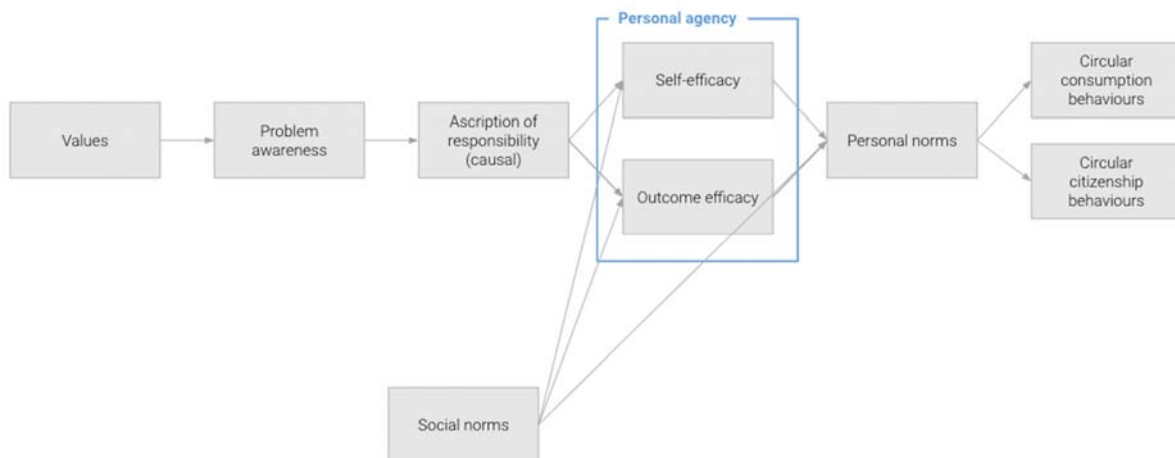 Personal agency
Values
Problem
awareness
Ascription of
responsibility
(causal)
Self-efficacy
Outcome efficacy
Personal norms
Circular
consumption
behaviours
Circular
citizenship
behaviours
Social norms